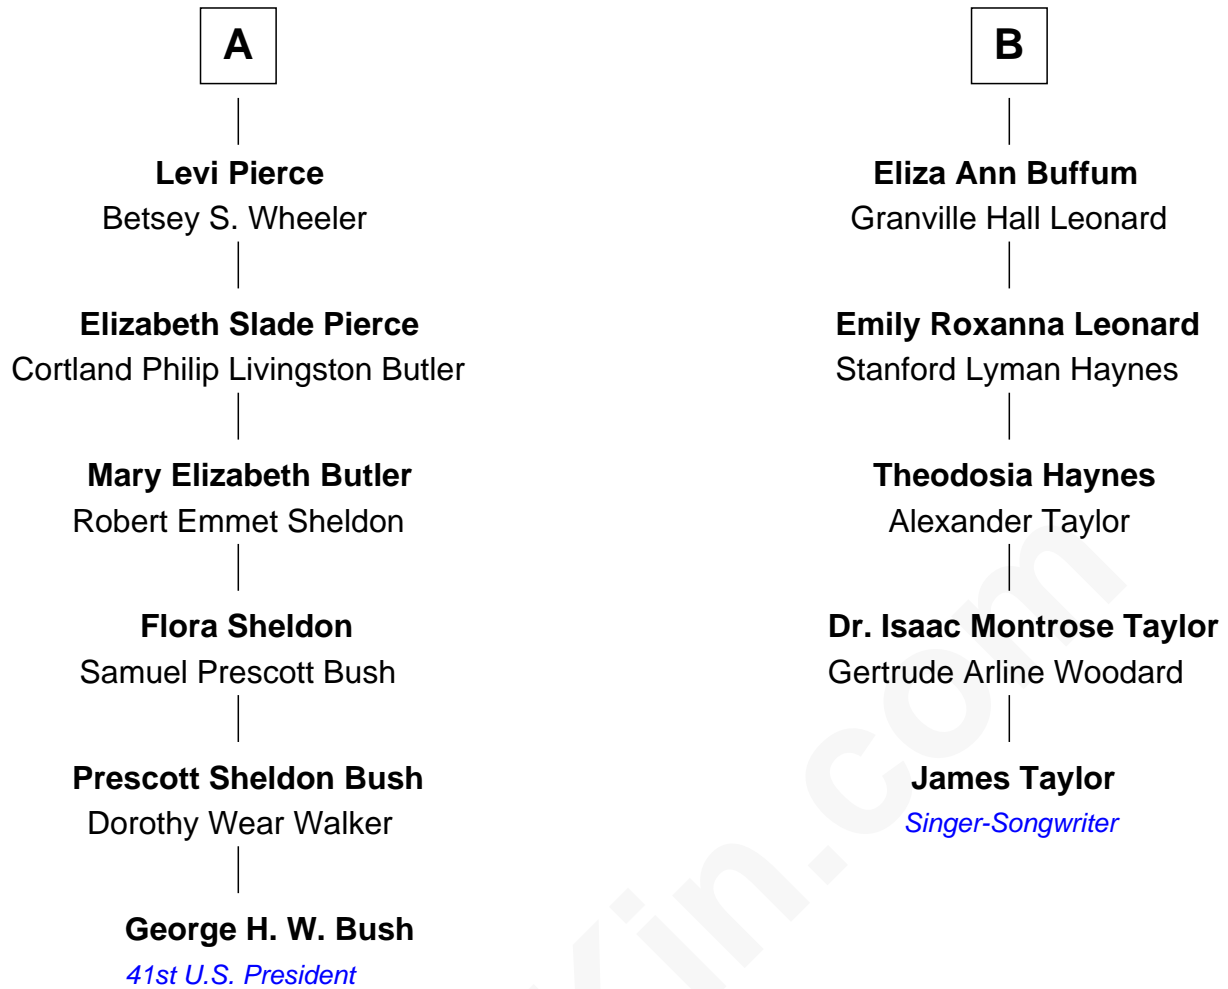 A
Levi Pierce
Betsey S. Wheeler
Elizabeth Slade Pierce
Cortland Philip Livingston Butler
Mary Elizabeth Butler
Robert Emmet Sheldon
Flora Sheldon
Samuel Prescott Bush
Prescott Sheldon Bush
Dorothy Wear Walker
George H. W. Bush
41st U.S. President
B
Eliza Ann Buffum
Granville Hall Leonard
Emily Roxanna Leonard
Stanford Lyman Haynes
Theodosia Haynes
Alexander Taylor
Dr. Isaac Montrose Taylor
Gertrude Arline Woodard
James Taylor
Singer-Songwriter
in.com